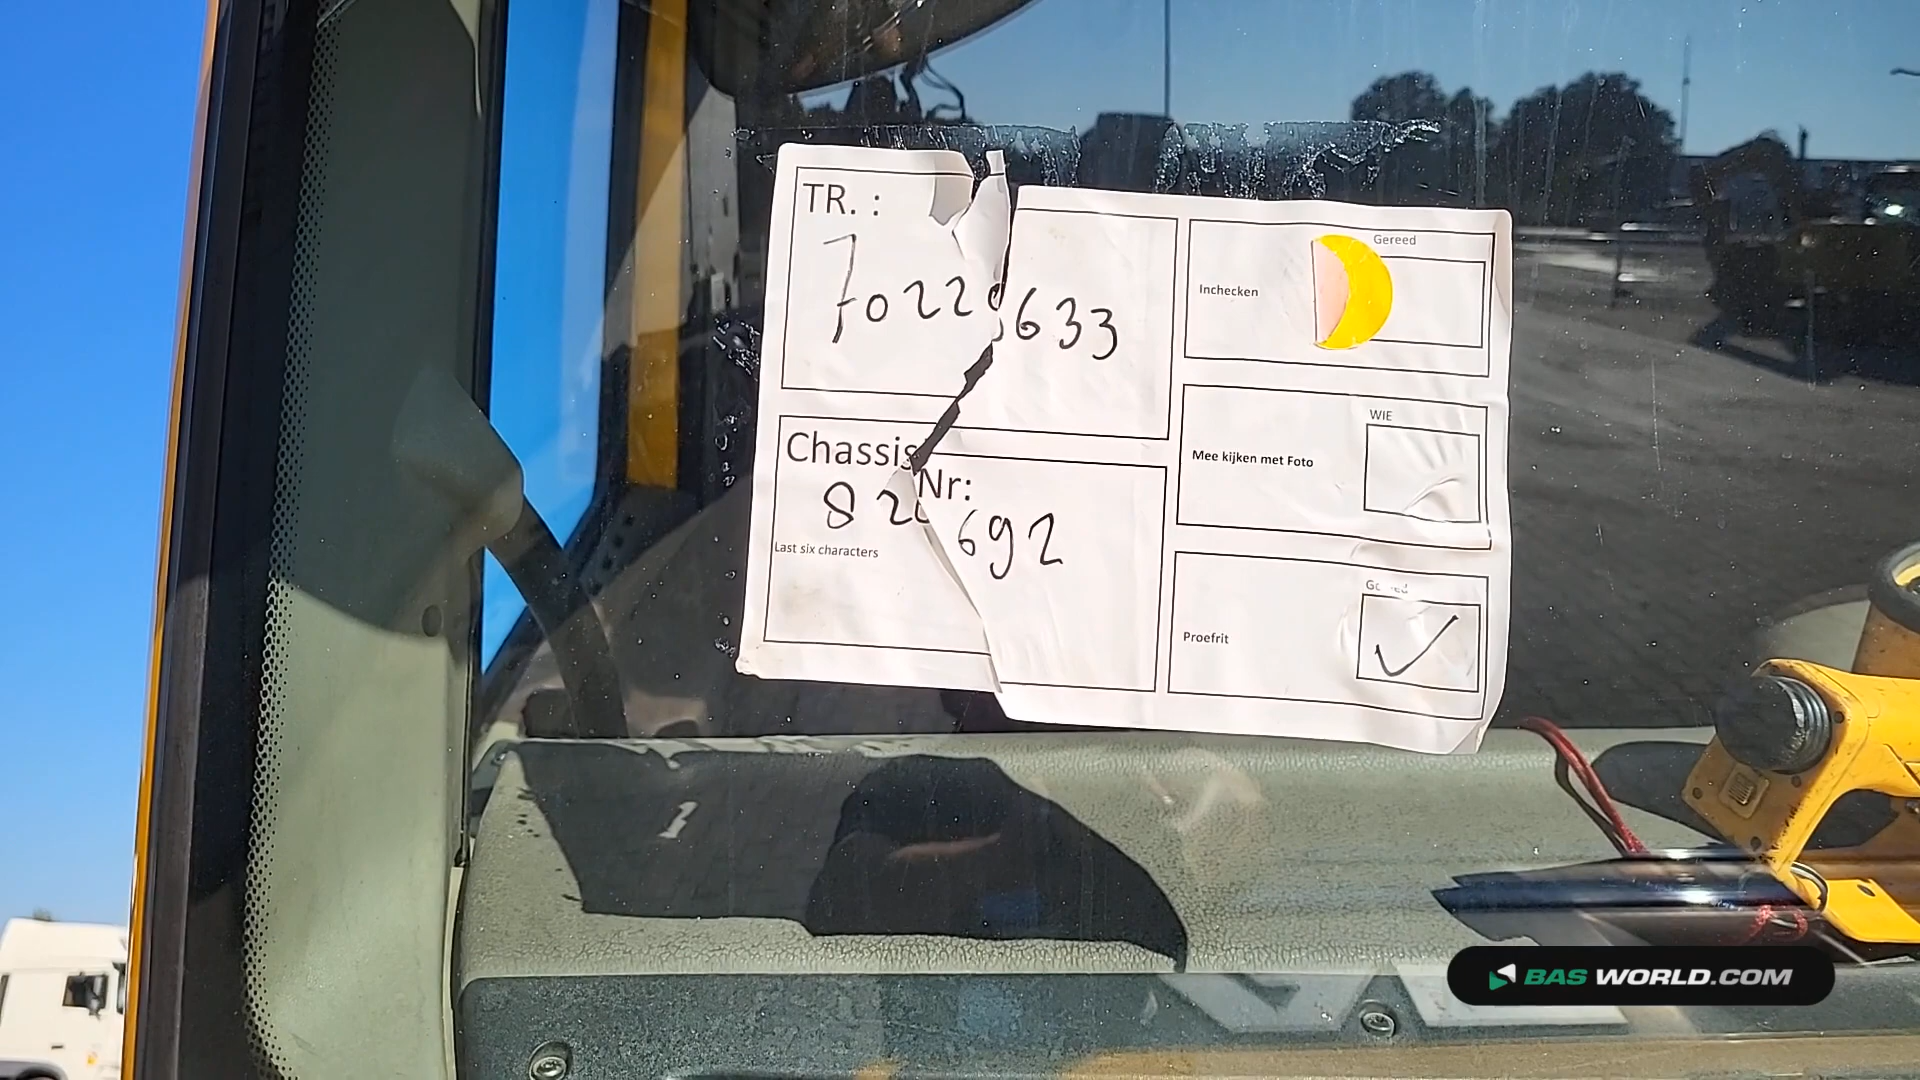 TR. :
633
Chassis Nr:
692
Last six characters
Gereed
Inchecken
WIE
Mee kijken met Foto
Proefrit
BAS WORLD.COM